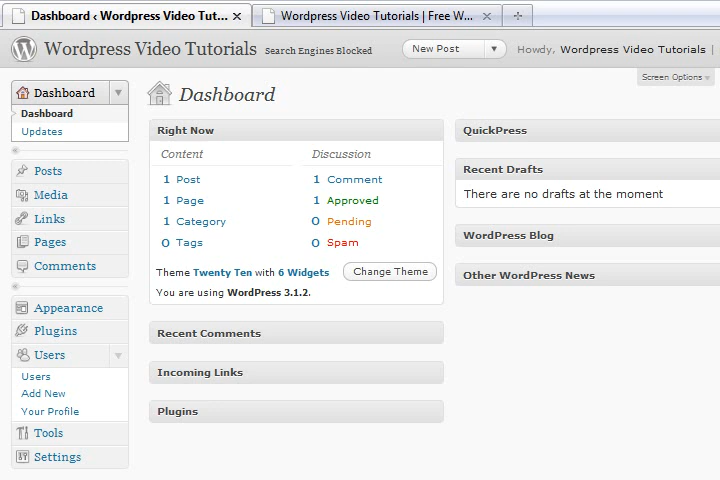 Dashboard ‹ Wordpress Video Tut...
Wordpress Video Tutorials | Free W...
Wordpress Video Tutorials
Search Engines Blocked
New Post
Howdy, Wordpress Video Tutorials |
Screen Options
Dashboard
Dashboard
Updates
Posts
Media
Links
Pages
Comments
Appearance
Plugins
Users
Users
Add New
Your Profile
Tools
Settings
Dashboard
Right Now
Content
1 Post
1 Page
1 Category
0 Tags
Discussion
1 Comment
1 Approved
0 Pending
0 Spam
Theme Twenty Ten with 6 Widgets
Change Theme
You are using WordPress 3.1.2.
Recent Comments
Incoming Links
Plugins
QuickPress
Recent Drafts
There are no drafts at the moment
WordPress Blog
Other WordPress News